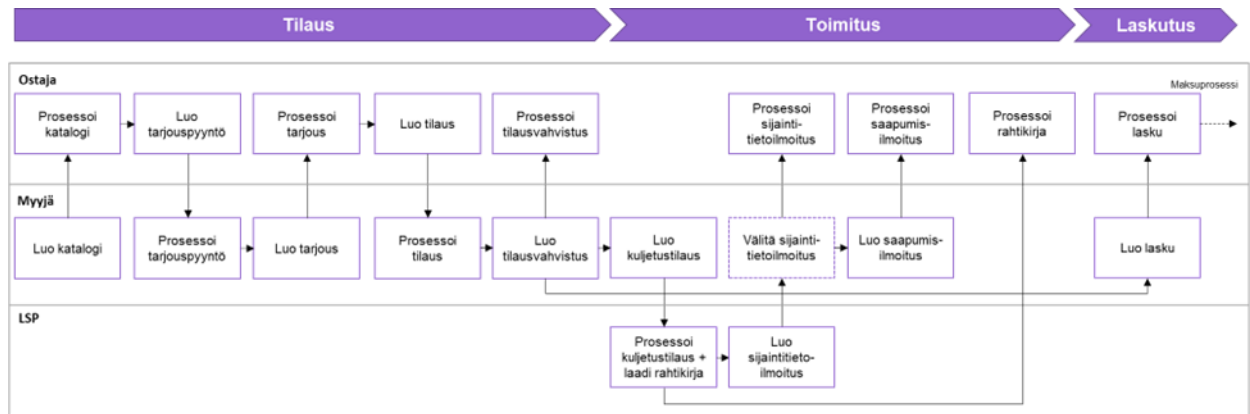 Tilaus
Toimitus
Laskutus
Ostaja
Maksuprosessi
Prosessoi
katalogi
Luo
tarjouspyyntö
Prosessoi
tarjous
Luo tilaus
Prosessoi
tilausvahvistus
Prosessoi
sijainti-
tietoilmoitus
Prosessoi
saapumis-
ilmoitus
Prosessoi
rahtikirja
Prosessoi
lasku
Myyjä
Luo katalogi
Prosessoi
tarjouspyyntö
Luo tarjous
Prosessoi
tilaus
Luo
tilausvahvistus
Luo
kuljetustilaus
Välitä sijainti-
tietoilmoitus
Luo saapumis-
ilmoitus
Luo lasku
LSP
Prosessoi
kuljetustilaus +
laadi rahtikirja
Luo
sijaintitieto-
ilmoitus